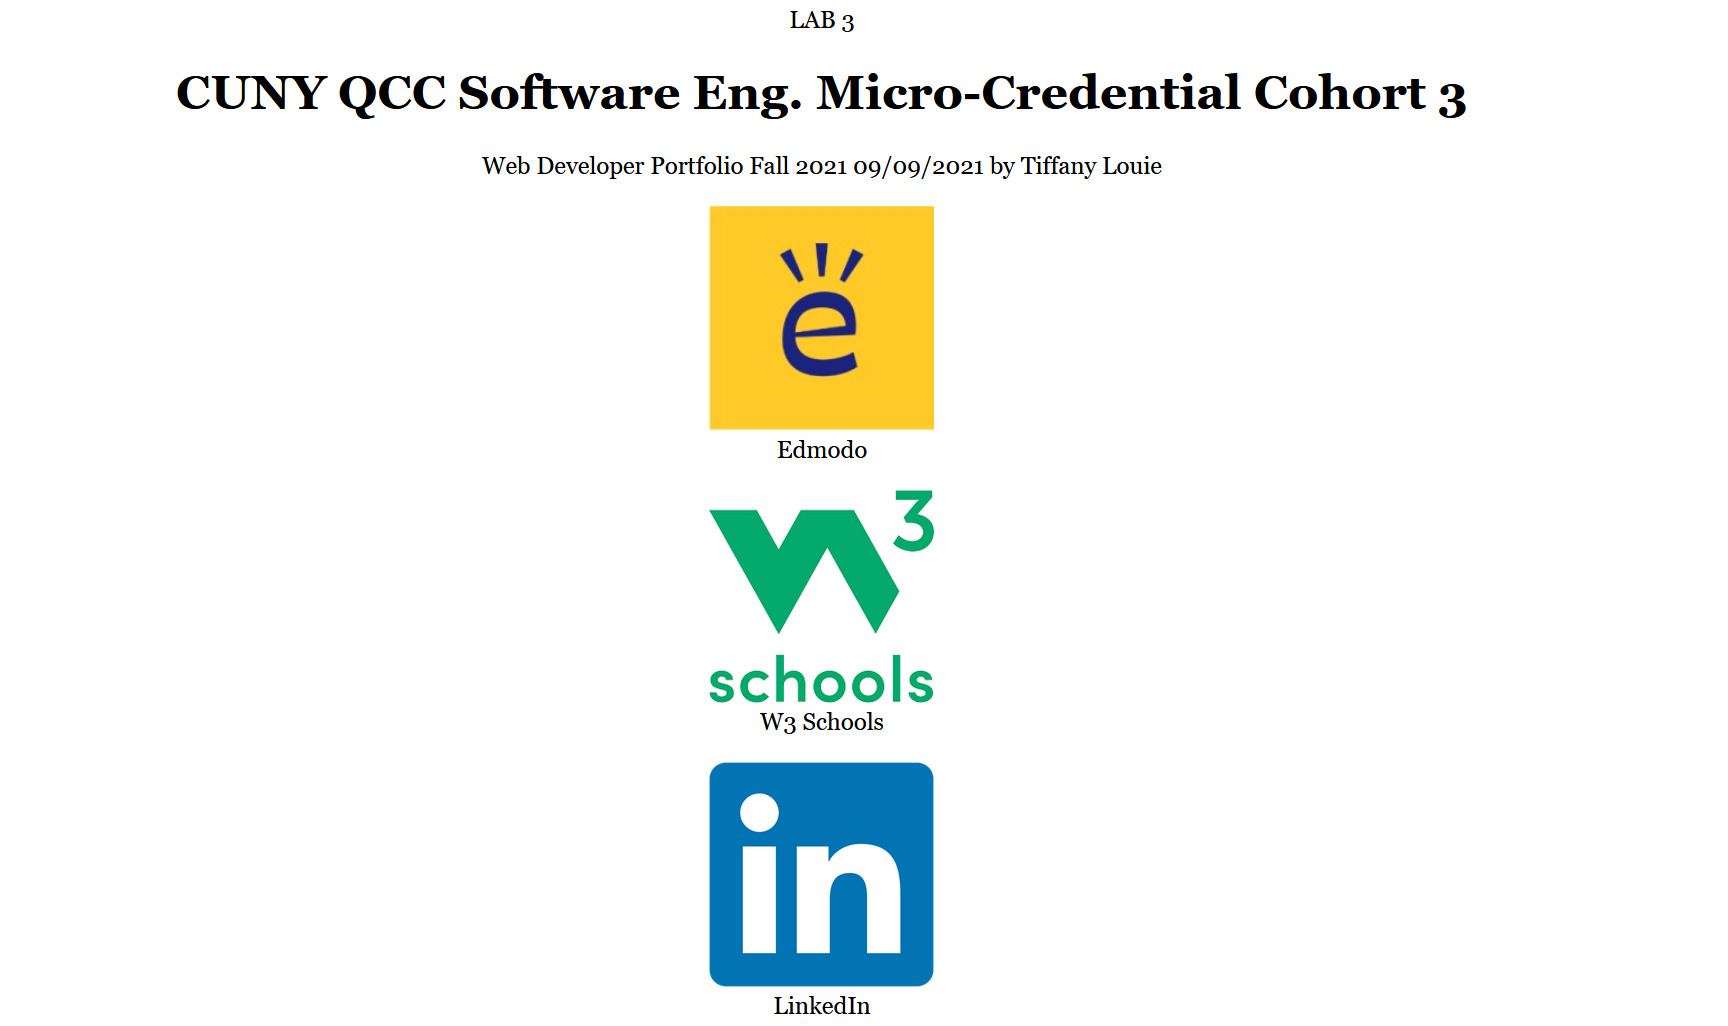 LAB 3
CUNY QCC Software Eng. Micro-Credential Cohort 3
Web Developer Portfolio Fall 2021 09/09/2021 by Tiffany Louie
e
Edmodo
W3
schools
W3 Schools
in
LinkedIn